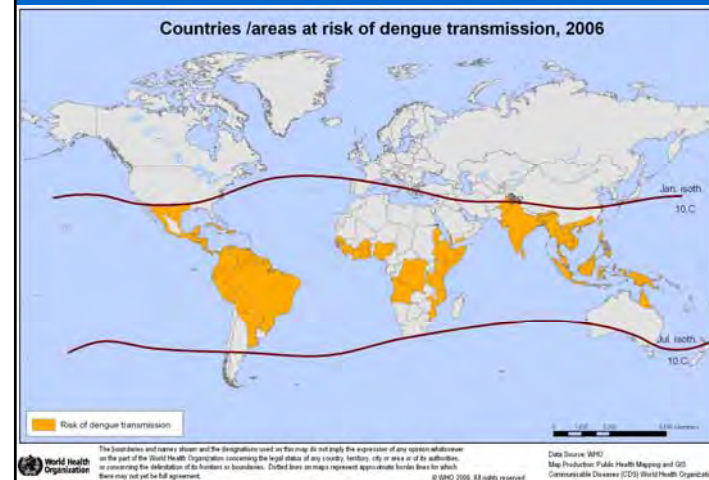 Countries /areas at risk of dengue transmission, 2006
Jan. isoth.
10.C
Jul. isoth.
10.C
Risk of dengue transmission
World Health
Organization
The boundaries and names shown and the designations used on this map do not imply the expression of any opinion whatsoever
on the part of the World Health Organization concerning the legal status of any country, territory, city or area or of its authorities,
or concerning the delimitation of its frontiers or boundaries. Dotted lines on maps represent approximate border lines for which
there may not yet be full agreement.
© WHO 2006. All rights reserved
Data Source: WHO
Map Production: Public Health Mapping and GIS
Communicable Diseases (CDS) World Health Organizatio